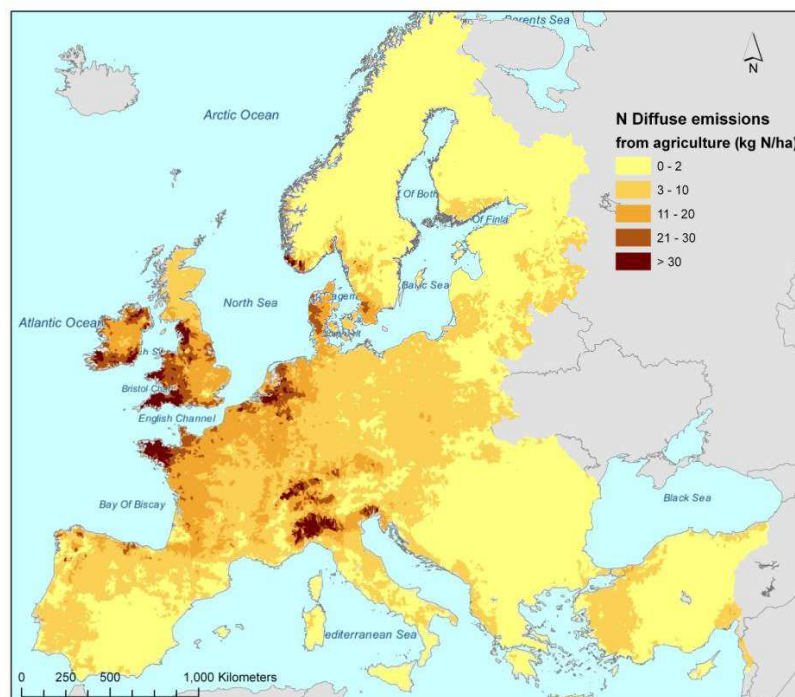 Barents Sea
N
Arctic Ocean
N Diffuse emissions
from agriculture (kg N/ha)
0 - 2
3 - 10
11 - 20
21 - 30
> 30
Of Both
Of Finla
North Sea
Baltic Sea
Atlantic Ocean
English Channel
Bay Of Biscay
Black Sea
editerranean Sea
0 250 500 1,000 Kilometers